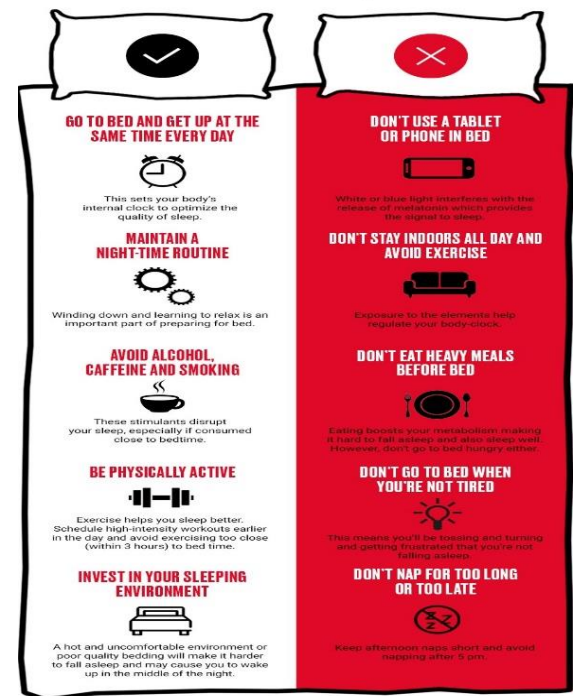 GO TO BED AND GET UP AT THE
SAME TIME EVERY DAY
This sets your body's
internal clock to optimize the
quality of sleep.
MAINTAIN A
NIGHT-TIME ROUTINE
Winding down and learning to relax is an
important part of preparing for bed.
AVOID ALCOHOL,
CAFFEINE AND SMOKING
These stimulants disrupt
your sleep, especially if consumed
close to bedtime.
BE PHYSICALLY ACTIVE
Exercise helps you sleep better.
Schedule high-intensity workouts earlier
in the day and avoid exercising too close
(within 3 hours) to bed time.
INVEST IN YOUR SLEEPING
ENVIRONMENT
A hot and uncomfortable environment or
poor quality bedding will make it harder
to fall asleep and may cause you to wake
up in the middle of the night.
DON'T USE A TABLET
OR PHONE IN BED
White or blue light interferes with the
release of melatonin which provides
the signal to sleep.
DON'T STAY INDOORS ALL DAY AND
AVOID EXERCISE
Exposure to the elements help
regulate your body-clock.
DON'T EAT HEAVY MEALS
BEFORE BED
Eating boosts your metabolism making
it hard to fall asleep and also sleep well.
However, don't go to bed hungry either.
DON'T GO TO BED WHEN
YOU'RE NOT TIRED
This means you'll be tossing and turning
and getting frustrated that you're not
falling asleep.
DON'T NAP FOR TOO LONG
OR TOO LATE
z z z
Keep afternoon naps short and avoid
napping after 5 pm.